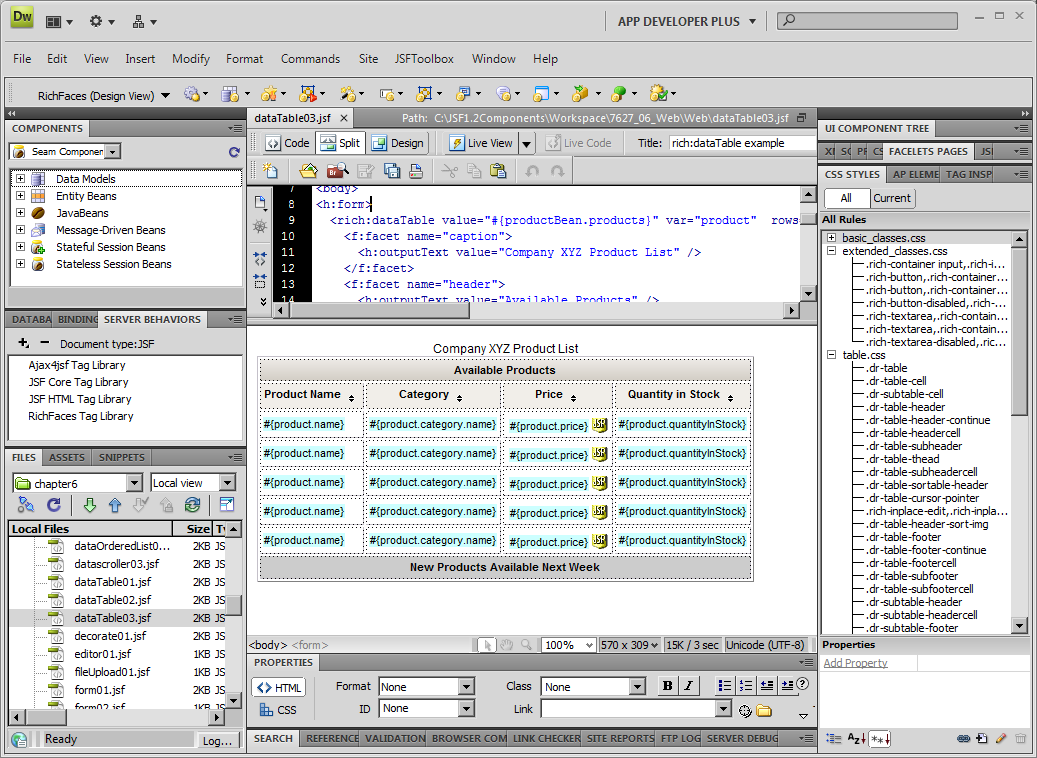 Dw
APP DEVELOPER PLUS
File Edit View Insert Modify Format Commands Site JSFToolbox Window Help
RichFaces (Design View)
COMPONENTS
Seam Componer
Data Models
Entity Beans
JavaBeans
Message-Driven Beans
Stateful Session Beans
Stateless Session Beans
DATABA BINDING SERVER BEHAVIORS
Document type:JSF
Ajax4jsf Tag Library
JSF Core Tag Library
JSF HTML Tag Library
RichFaces Tag Library
FILES ASSETS SNIPPETS
chapter6 Local view
Local Files Size Ty
dataOrderedList0... 2KB JS
datascroller03.jsf 2KB JS
dataTable01.jsf 2KB JS
dataTable02.jsf 2KB JS
dataTable03.jsf 2KB JS
decorate01.jsf 2KB JS
editor01.jsf 1KB JS
fileUpload01.jsf 1KB JS
form01.jsf 2KB JS
form02.jsf 1KB JS
Ready Log...
dataTable03.jsf Path: C:\JSF1.2Components\Workspace\7627_06_Web\Web\dataTable03.jsf
Code Split Design Live View Live Code Title: rich:dataTable example
7 <body>
8 <h:form>
9 <rich:dataTable value="#{productBean.products}" var="product" rows
10 <f:facet name="caption">
11 <h:outputText value="Company XYZ Product List" />
12 </f:facet>
13 <f:facet name="header">
14 <h:outputText value="Available Products" />
Company XYZ Product List
Available Products
Product Name Category Price Quantity in Stock
#{product.name} #{product.category.name} #{product.price} JSF #{product.quantityInStock}
#{product.name} #{product.category.name} #{product.price} JSF #{product.quantityInStock}
#{product.name} #{product.category.name} #{product.price} JSF #{product.quantityInStock}
#{product.name} #{product.category.name} #{product.price} JSF #{product.quantityInStock}
#{product.name} #{product.category.name} #{product.price} JSF #{product.quantityInStock}
New Products Available Next Week
<body> <form> 100% 570 x 309 15K / 3 sec Unicode (UTF-8)
PROPERTIES
HTML Format None Class None B I
CSS ID None Link
SEARCH REFERENCE VALIDATION BROWSER COM LINK CHECKER SITE REPORTS FTP LOG SERVER DEBUG
UI COMPONENT TREE
XI SC PF CS FACELETS PAGES JSI
CSS STYLES AP ELEME TAG INSP
All Current
All Rules
basic_classes.css
extended_classes.css
.rich-container input,.rich-i...
.rich-button,.rich-container...
.rich-button,.rich-container...
.rich-button-disabled,.rich-...
.rich-textarea,.rich-contain...
.rich-textarea,.rich-contain...
.rich-textarea-disabled,.ric...
table.css
.dr-table
.dr-table-cell
.dr-subtable-cell
.dr-table-header
.dr-table-header-continue
.dr-table-headercell
.dr-table-subheader
.dr-table-thead
.dr-table-subheadercell
.dr-table-sortable-header
.dr-table-cursor-pointer
.rich-inplace-edit,.rich-inpla...
.dr-table-header-sort-img
.dr-table-footer
.dr-table-footer-continue
.dr-table-footercell
.dr-table-subfooter
.dr-table-subfootercell
.dr-subtable-header
.dr-subtable-headercell
.dr-subtable-footer
Properties
Add Property